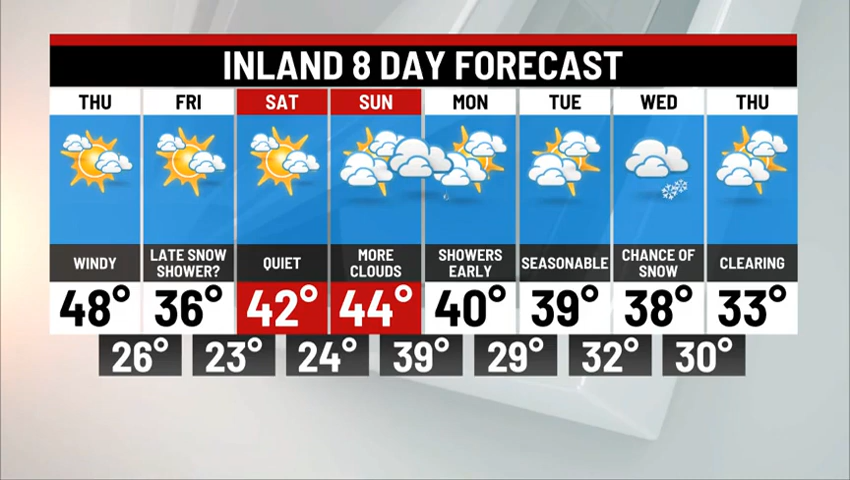 INLAND 8 DAY FORECAST
THU FRI SAT SUN MON TUE WED THU
WINDY
LATE SNOW
SHOWER?
QUIET
MORE
CLOUDS
SHOWERS
EARLY
SEASONABLE
CHANCE OF
SNOW
CLEARING
48° 36° 42° 44° 40° 39° 38° 33°
26° 23° 24° 39° 29° 32° 30°